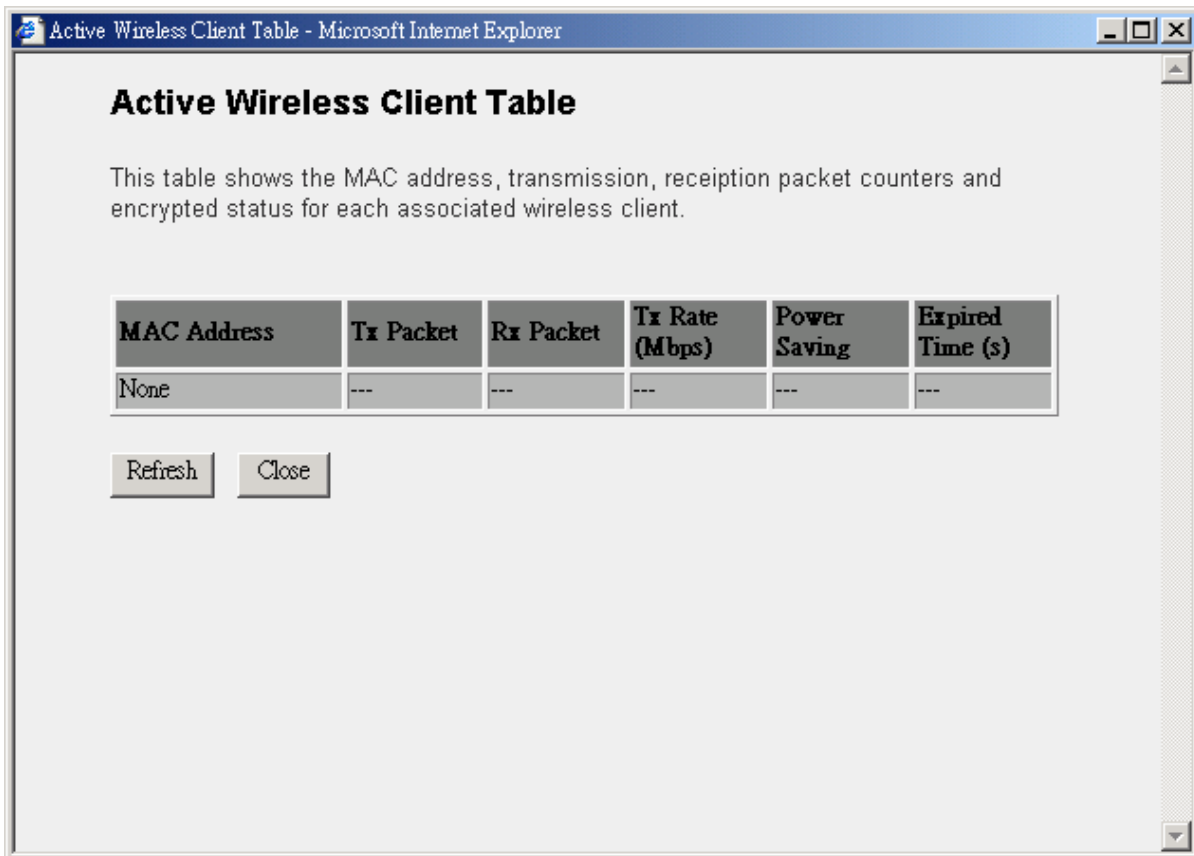 Active Wireless Client Table - Microsoft Internet Explorer
Active Wireless Client Table
This table shows the MAC address, transmission, receiption packet counters and
encrypted status for each associated wireless client.
MAC Address Tx Packet Rx Packet Tx Rate (Mbps) Power Saving Expired Time (s)
None --- --- --- --- ---
Refresh Close